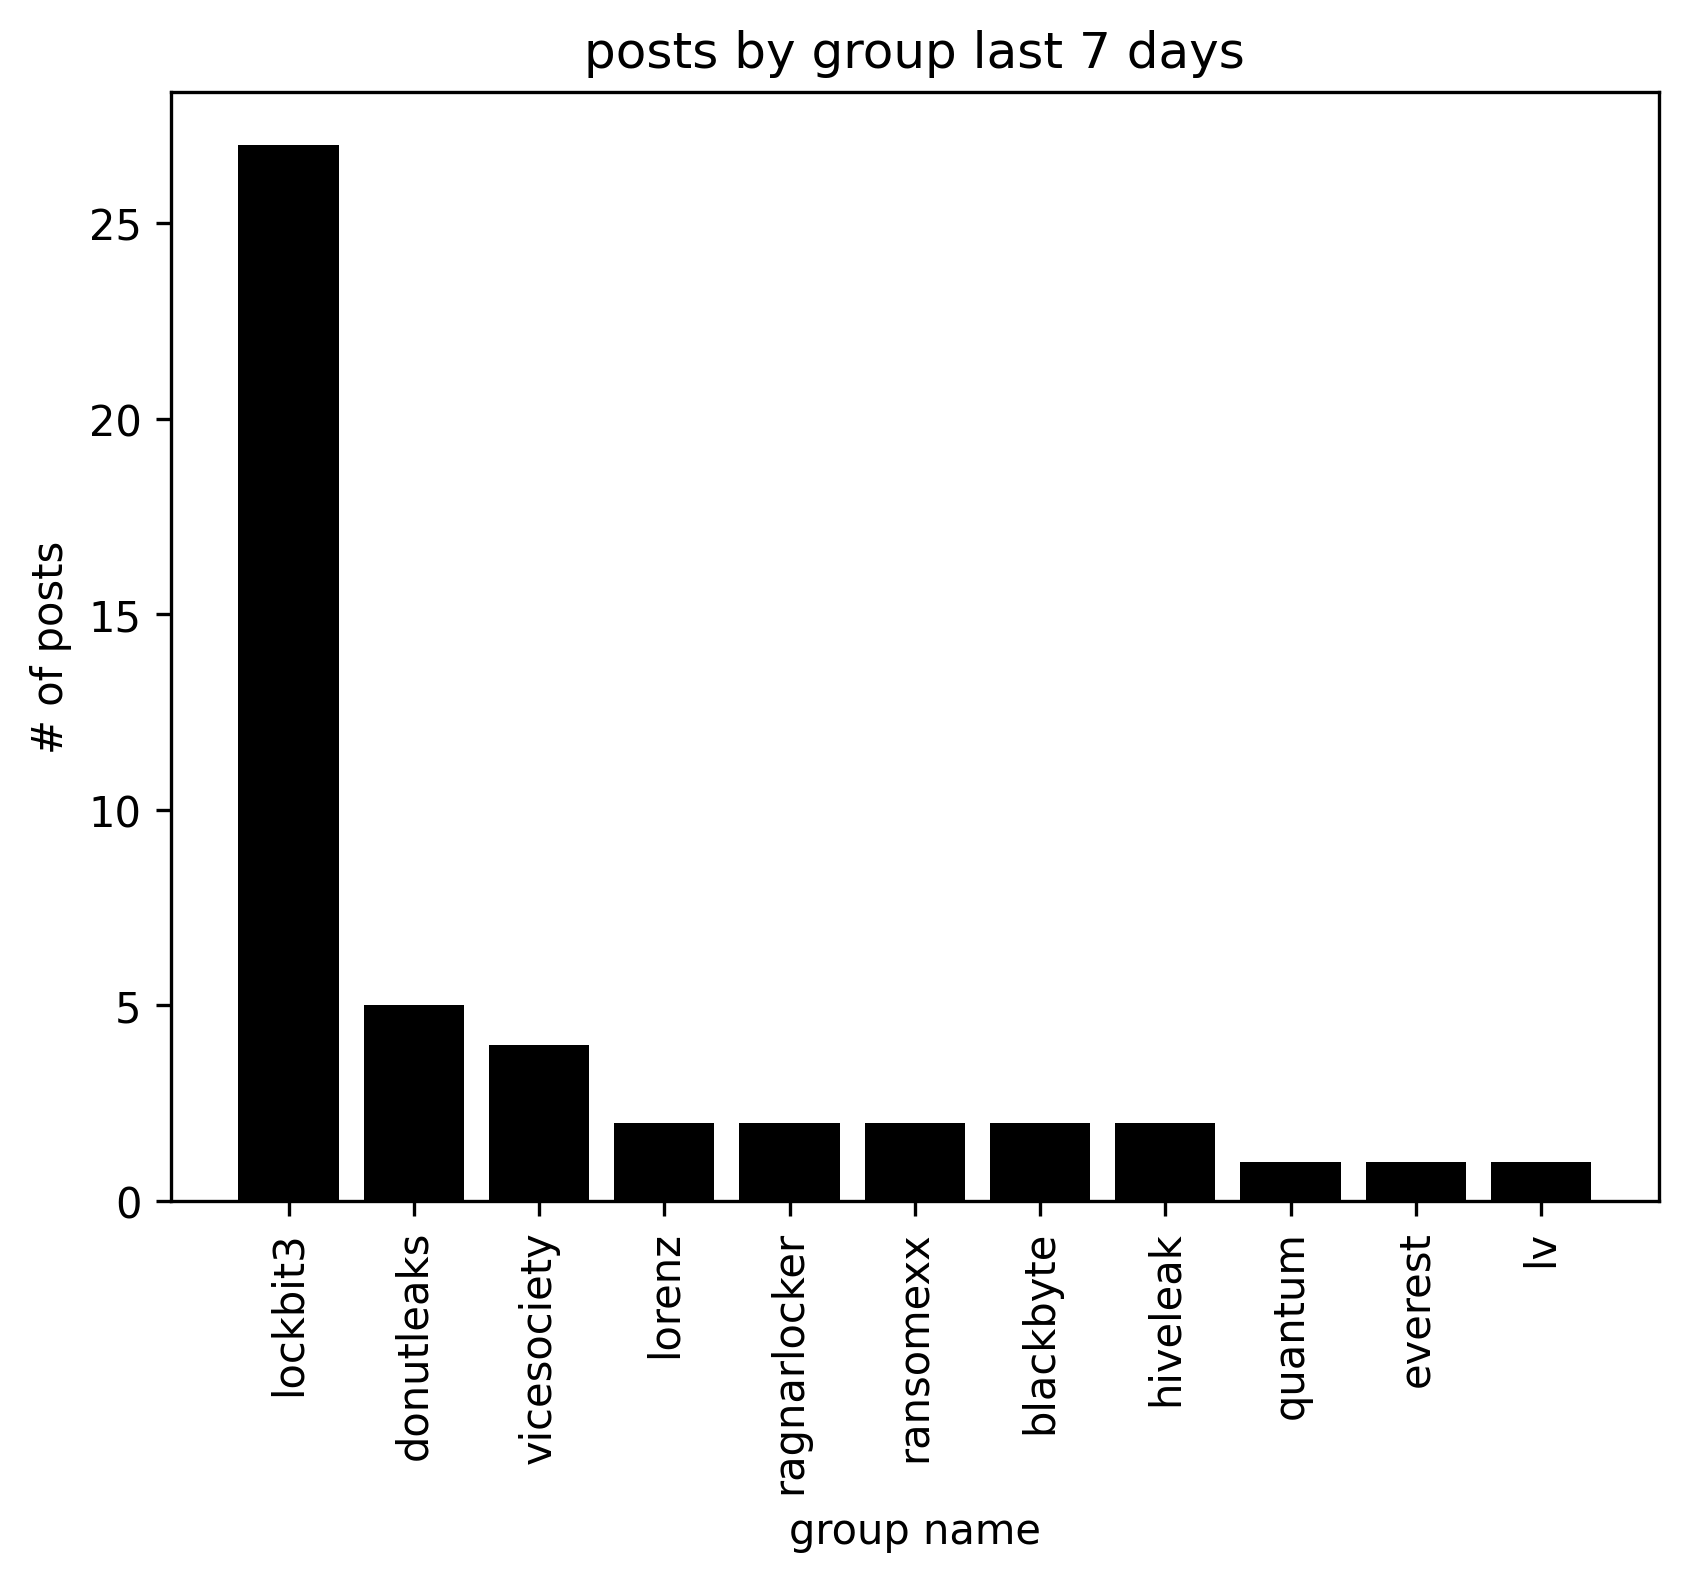 posts by group last 7 days
# of posts
25
20
15
10
5
0
lockbit3
donutleaks
vicesociety
lorenz
ragnarlocker
ransomexx
blackbyte
hiveleak
quantum
everest
lv
group name